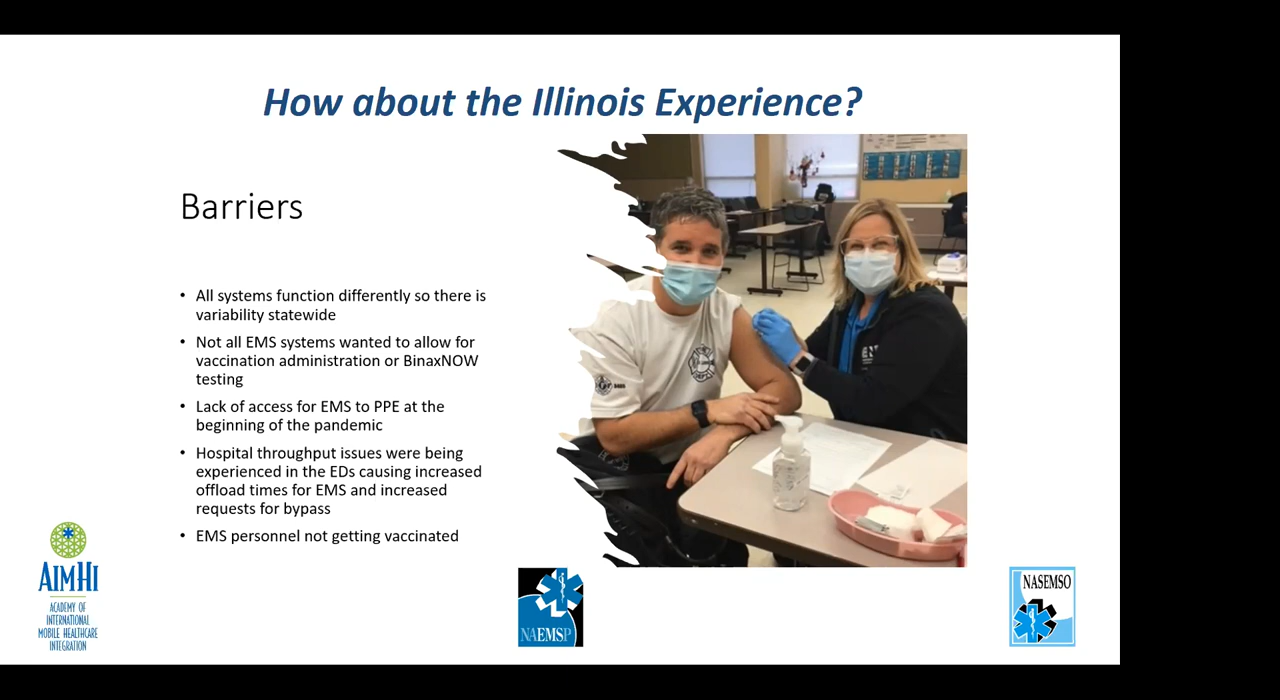 How about the Illinois Experience?
Barriers
• All systems function differently so there is
variability statewide
• Not all EMS systems wanted to allow for
vaccination administration or BinaxNOW
testing
• Lack of access for EMS to PPE at the
beginning of the pandemic
• Hospital throughput issues were being
experienced in the EDs causing increased
offload times for EMS and increased
requests for bypass
• EMS personnel not getting vaccinated
AIMHI
ACADEMY OF
INTERNATIONAL
MOBILE HEALTHCARE
INTEGRATION
NAEMSP
NASEMSO